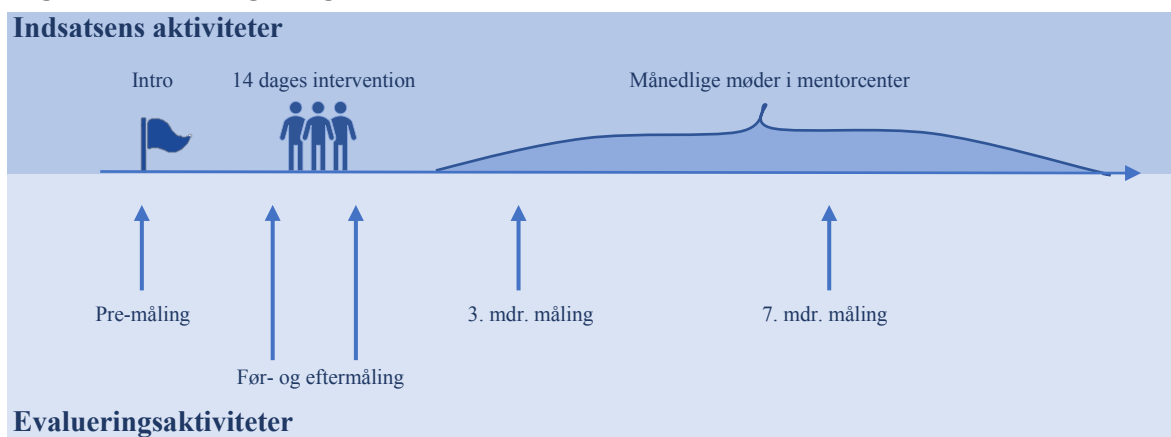 Indsatsens aktiviteter
Intro
14 dages intervention
Månedlige møder i mentorcenter
Pre-måling
3. mdr. måling
7. mdr. måling
Før- og eftermåling
Evalueringsaktiviteter